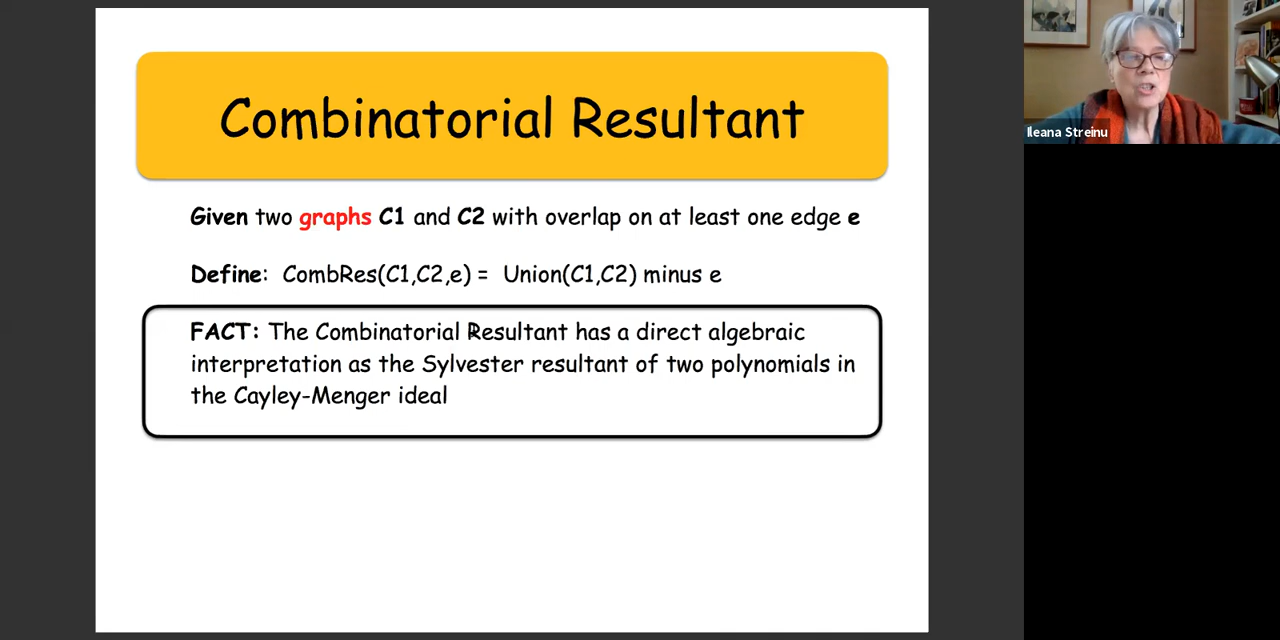 Combinatorial Resultant
Given two graphs C1 and C2 with overlap on at least one edge e
Define: CombRes(C1,C2,e) = Union(C1,C2) minus e
FACT: The Combinatorial Resultant has a direct algebraic
interpretation as the Sylvester resultant of two polynomials in
the Cayley-Menger ideal
Ileana Streinu